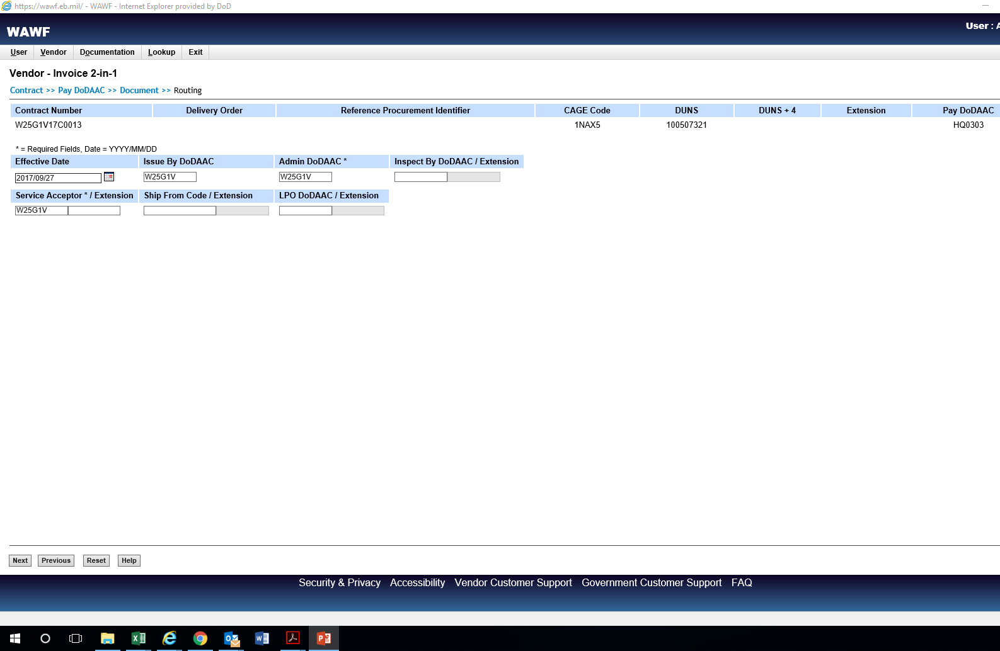 https://wawf.eb.mil/ - WAWF - Internet Explorer provided by DoD
WAWF
User : A
User Vendor Documentation Lookup Exit
Vendor - Invoice 2-in-1
Contract >> Pay DoDAAC >> Document >> Routing
Contract Number Delivery Order Reference Procurement Identifier CAGE Code DUNS DUNS + 4 Extension Pay DoDAAC
W25G1V17C0013 1NAX5 100507321 HQ0303
* = Required Fields, Date = YYYY/MM/DD
Effective Date Issue By DoDAAC Admin DoDAAC * Inspect By DoDAAC / Extension
2017/09/27 W25G1V W25G1V
Service Acceptor * / Extension Ship From Code / Extension LPO DoDAAC / Extension
W25G1V
Next Previous Reset Help
Security & Privacy Accessibility Vendor Customer Support Government Customer Support FAQ